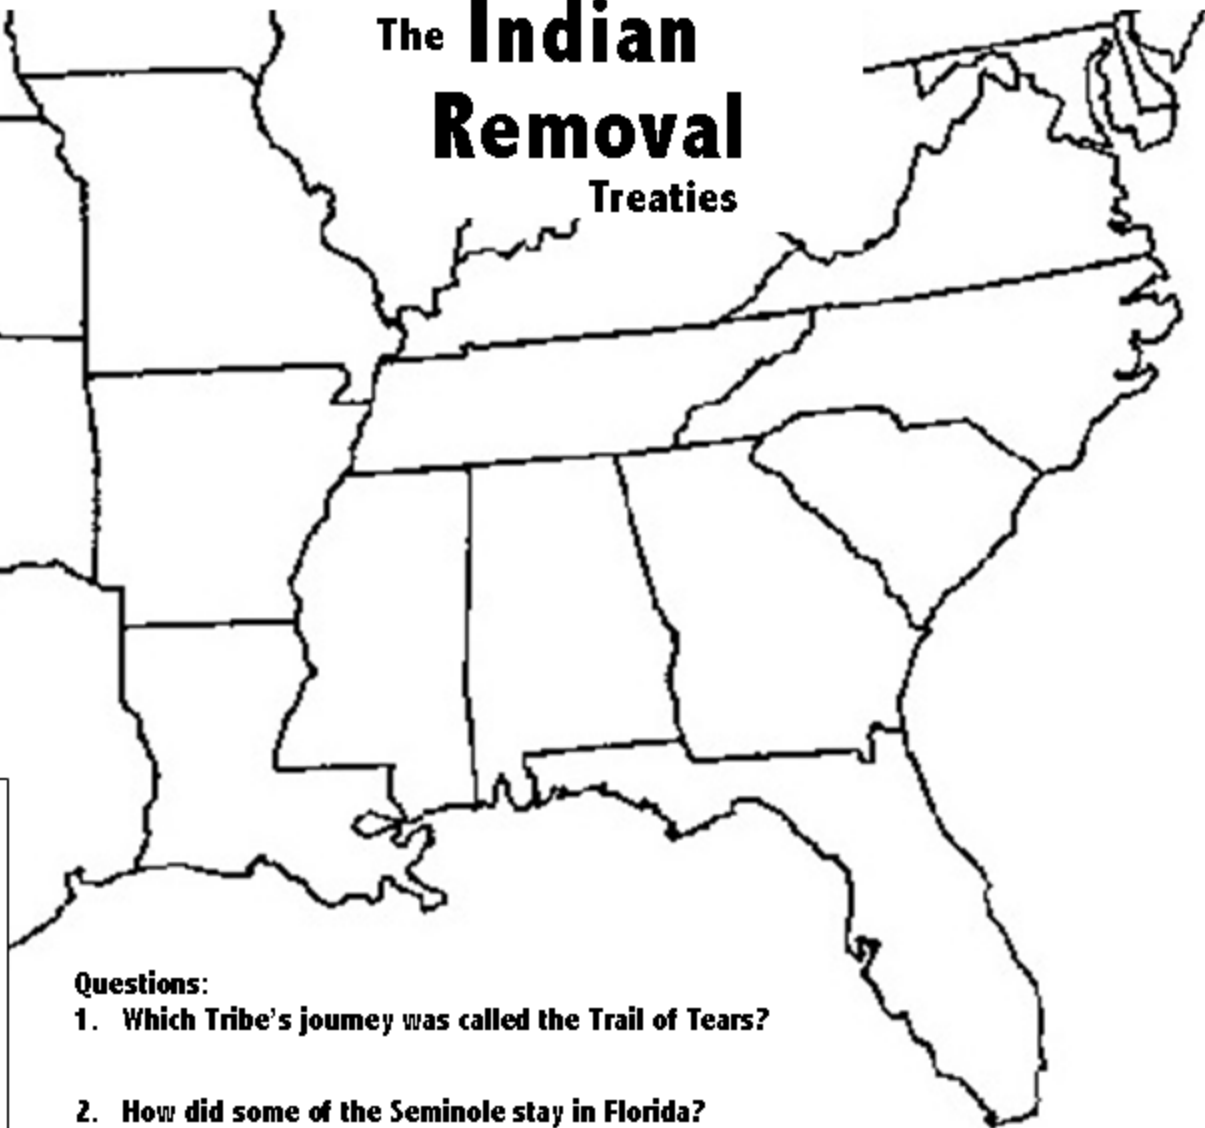 The Indian
Removal
Treaties
Questions:
1. Which Tribe's journey was called the Trail of Tears?
2. How did some of the Seminole stay in Florida?